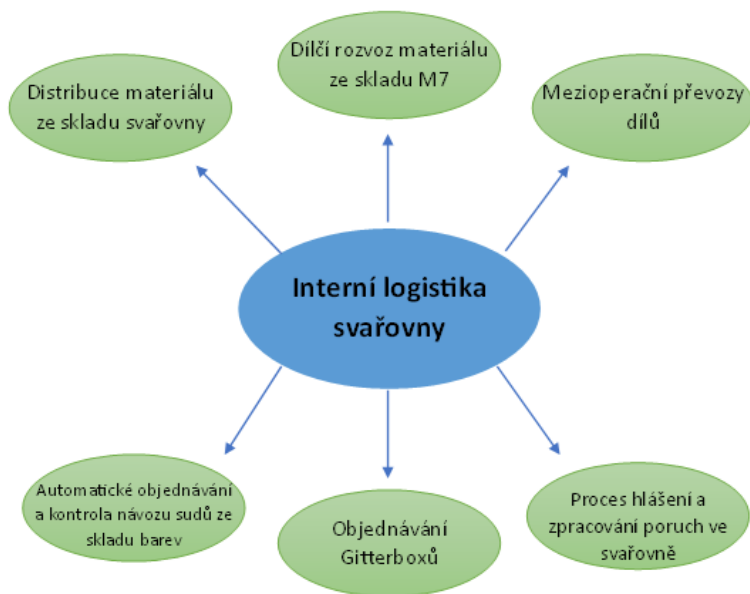 Dílčí rozvoz materiálu
ze skladu M7
Distribuce materiálu
ze skladu svařovny
Mezioperační převozy
dílů
Interní logistika
svařovny
Automatické objednávání
a kontrola návozu sudů ze
skladu barev
Objednávání
Gitterboxů
Proces hlášení a
zpracování poruch ve
svařovně